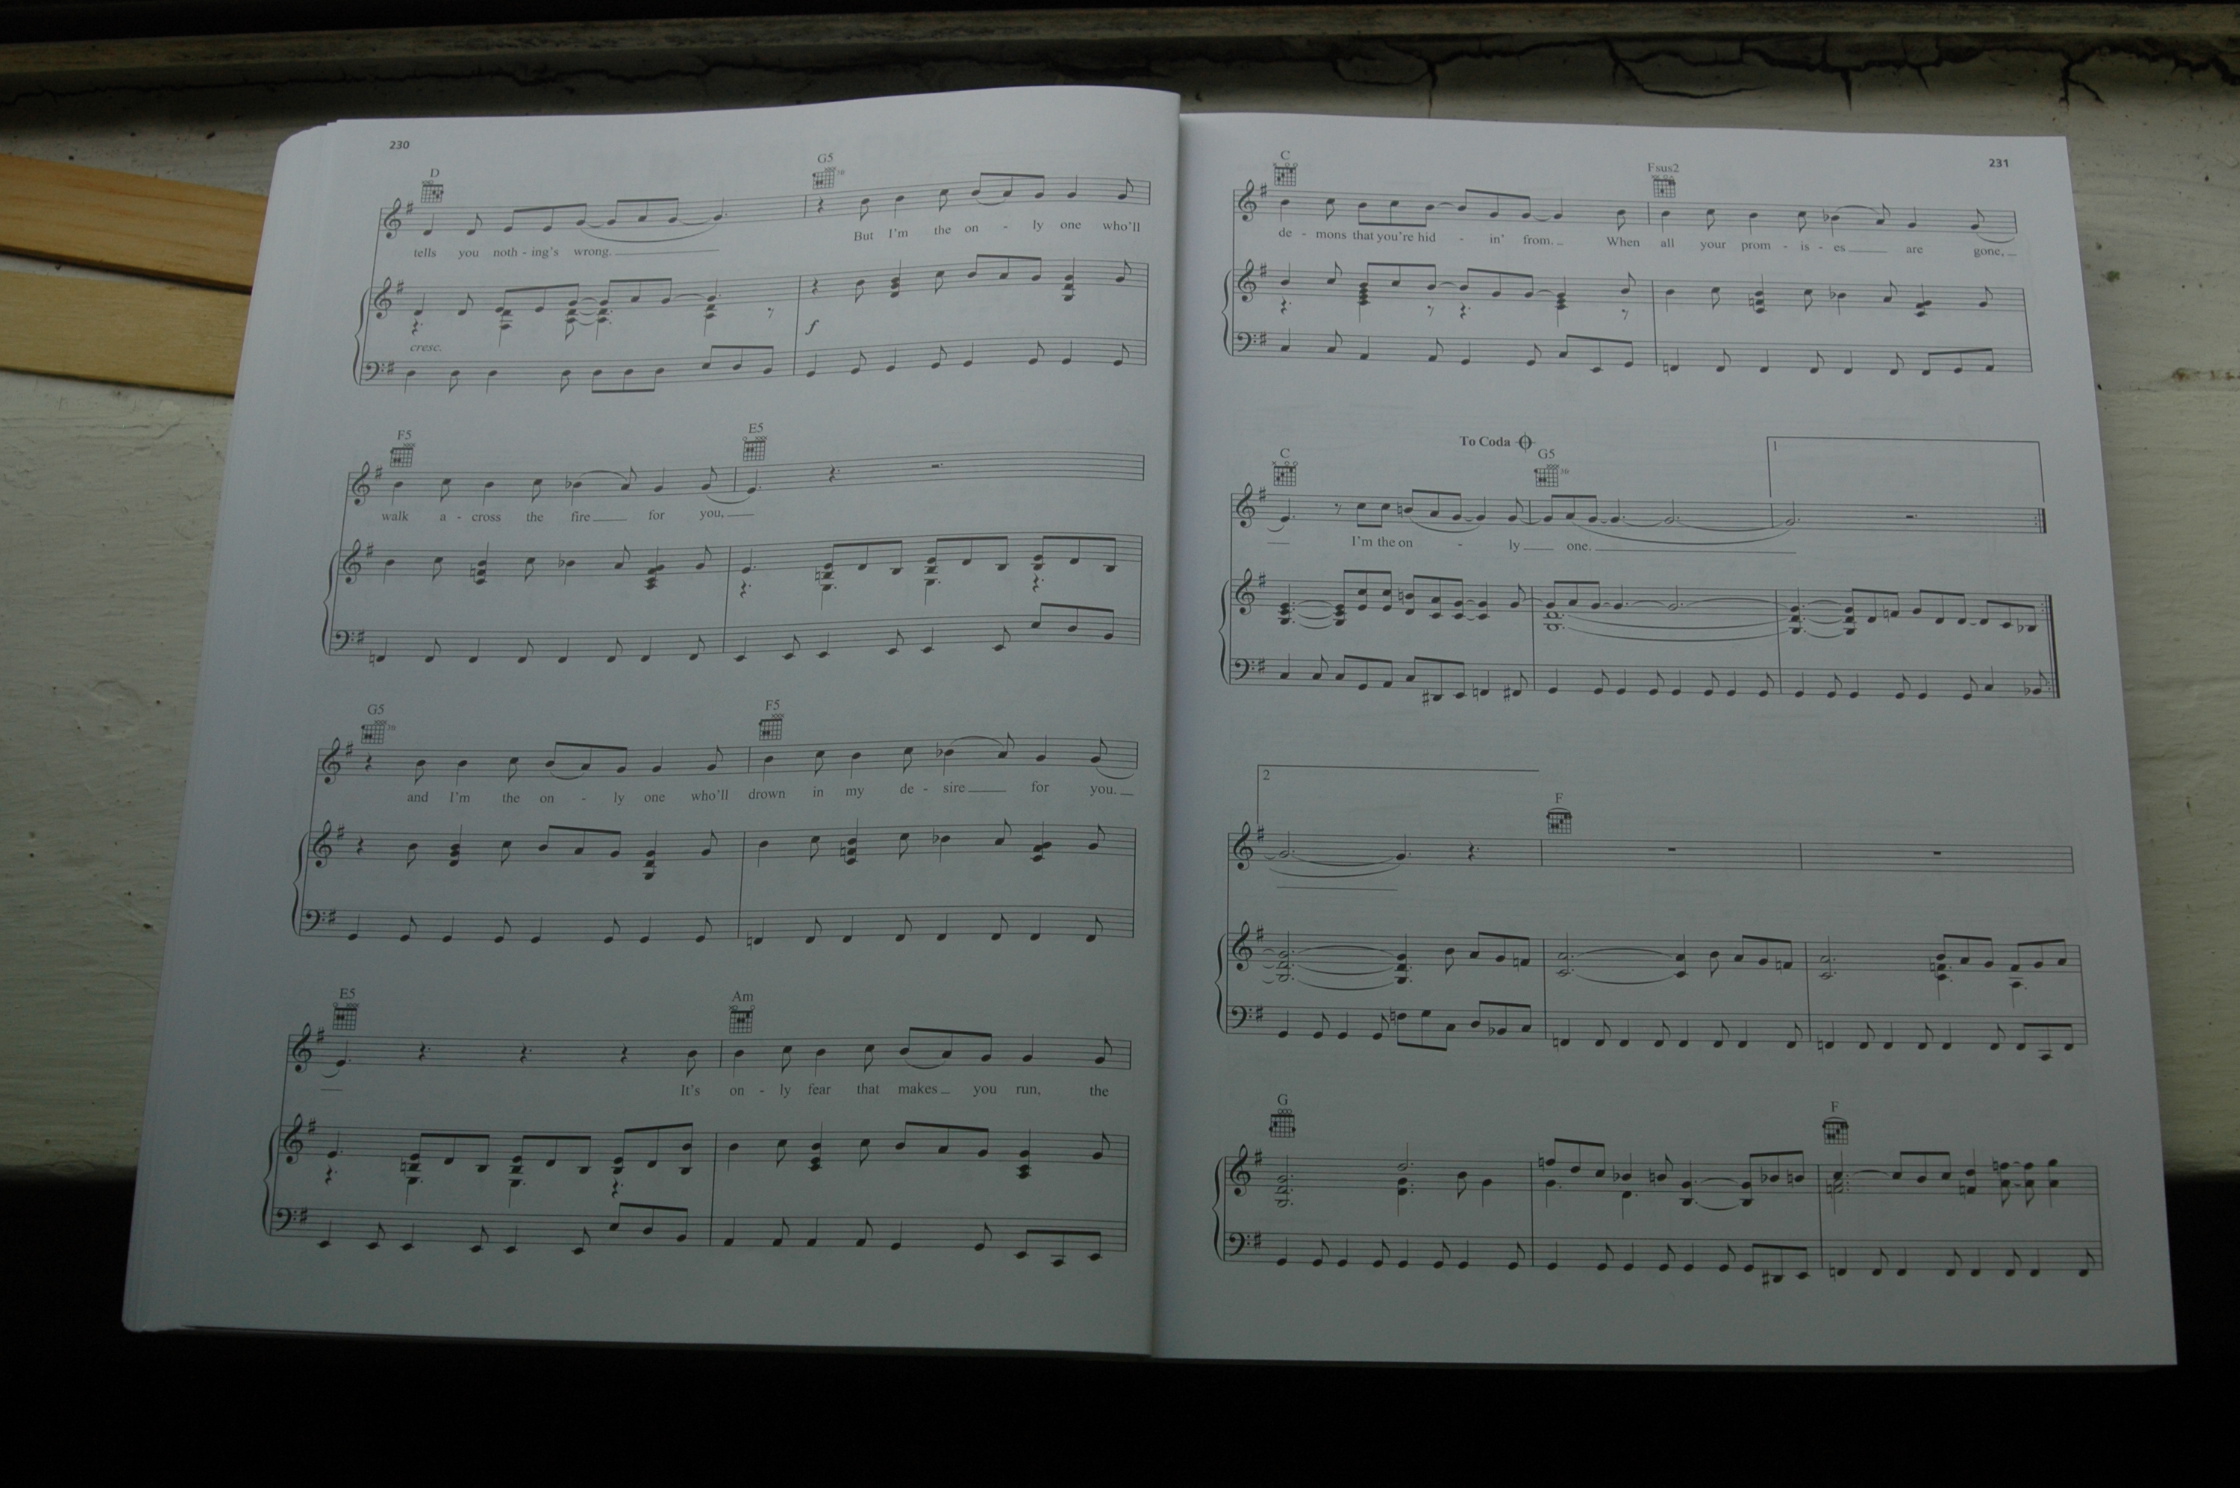 230
D G5
tells you noth - ing's wrong. But I'm the on - ly one who'll
cresc. f
F5 E5
walk a - cross the fire for you,
G5 F5
and I'm the on - ly one who'll drown in my de - sire for you.
E5 Am
It's on - ly fear that makes you run, the
231
C Fsus2
de - mons that you're hid - in' from. When all your prom - is - es are gone,
To Coda
C G5 1
I'm the on - ly one.
2
F
G F